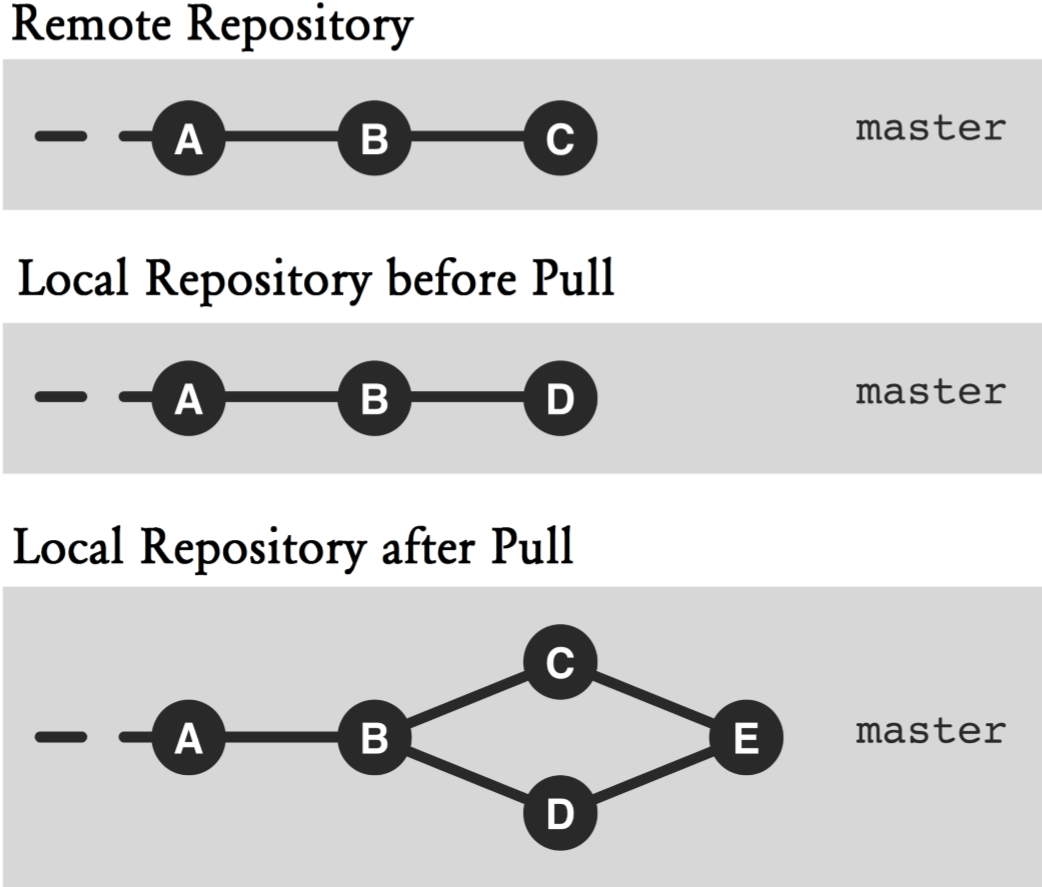 Remote Repository
A B C master
Local Repository before Pull
A B D master
Local Repository after Pull
C
A B E master
D